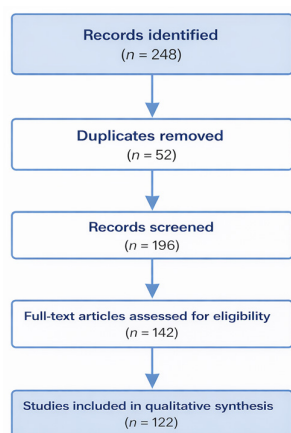 Records identified
(n = 248)
Duplicates removed
(n = 52)
Records screened
(n = 196)
Full-text articles assessed for eligibility
(n = 142)
Studies included in qualitative synthesis
(n = 122)